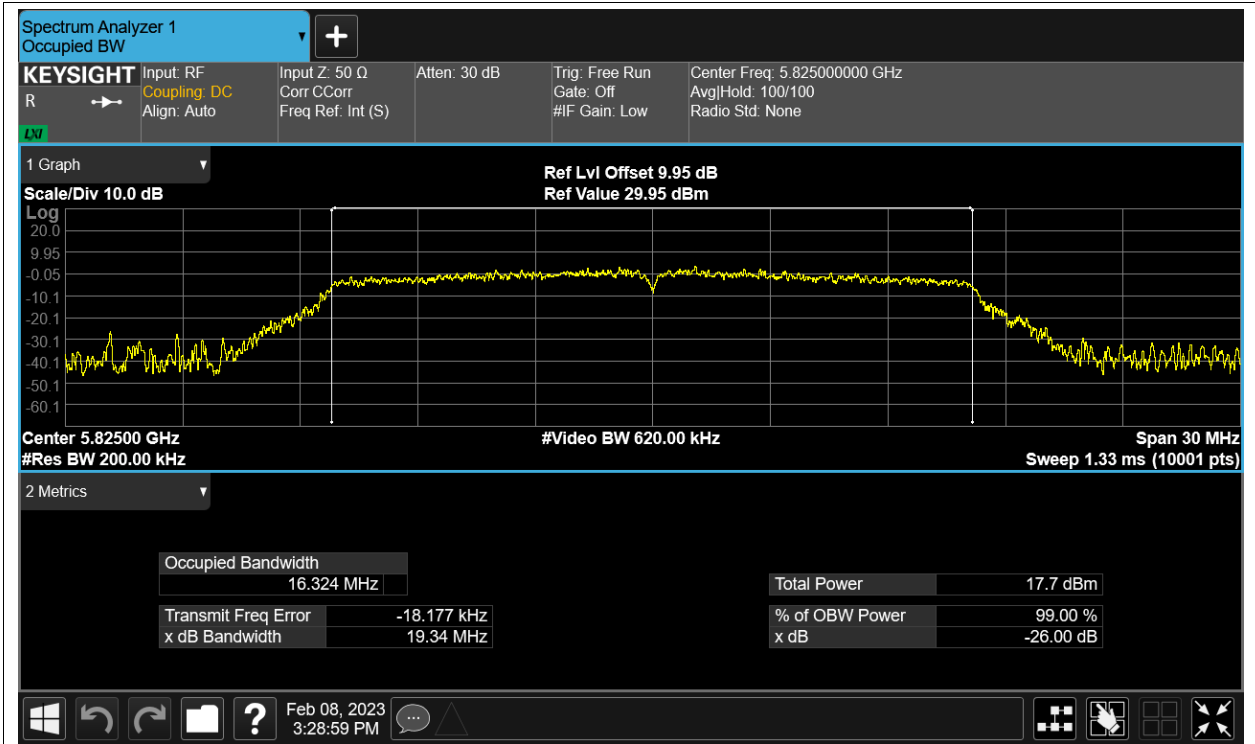 Spectrum Analyzer 1
Occupied BW
KEYSIGHT
R
LXI
Input: RF
Coupling: DC
Align: Auto
Input Z: 50 Ω
Corr CCorr
Freq Ref: Int (S)
Atten: 30 dB
Trig: Free Run
Gate: Off
#IF Gain: Low
Center Freq: 5.825000000 GHz
Avg|Hold: 100/100
Radio Std: None
1 Graph
Scale/Div 10.0 dB
Ref Lvl Offset 9.95 dB
Ref Value 29.95 dBm
Log
20.0
9.95
-0.05
-10.1
-20.1
-30.1
-40.1
-50.1
-60.1
Center 5.82500 GHz
#Video BW 620.00 kHz
Span 30 MHz
#Res BW 200.00 kHz
Sweep 1.33 ms (10001 pts)
2 Metrics
Occupied Bandwidth
16.324 MHz
Transmit Freq Error -18.177 kHz
x dB Bandwidth 19.34 MHz
Total Power 17.7 dBm
% of OBW Power 99.00 %
x dB -26.00 dB
?
Feb 08, 2023
3:28:59 PM